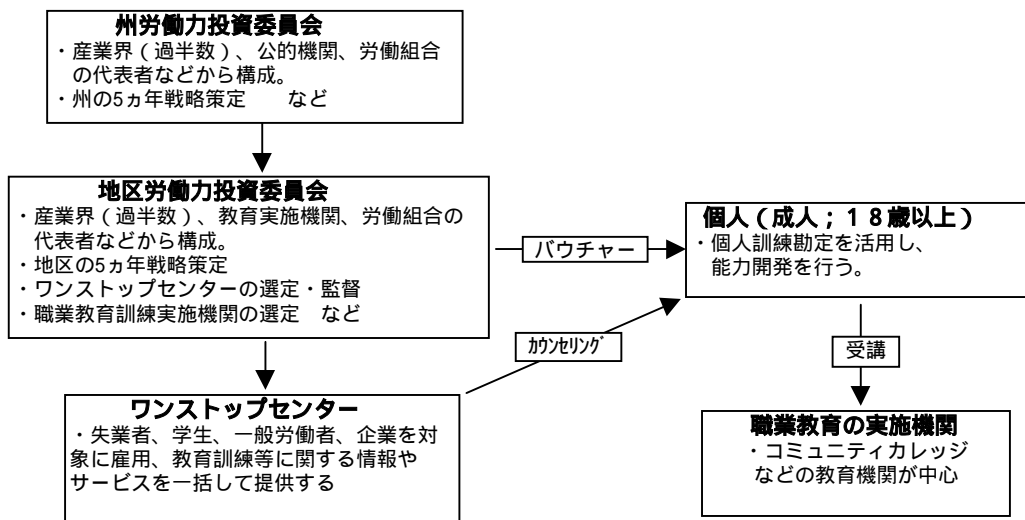 州労働力投資委員会
・産業界（過半数）、公的機関、労働組合
の代表者などから構成。
・州の5ヵ年戦略策定　　など
地区労働力投資委員会
・産業界（過半数）、教育実施機関、労働組合の
代表者などから構成。
・地区の5ヵ年戦略策定
・ワンストップセンターの選定・監督
・職業教育訓練実施機関の選定　など
バウチャー
個人（成人；１８歳以上）
・個人訓練勘定を活用し、
能力開発を行う。
ｶｳﾝｾﾘﾝｸﾞ
受講
ワンストップセンター
・失業者、学生、一般労働者、企業を対
象に雇用、教育訓練等に関する情報や
サービスを一括して提供する
職業教育の実施機関
・コミュニティカレッジ
などの教育機関が中心